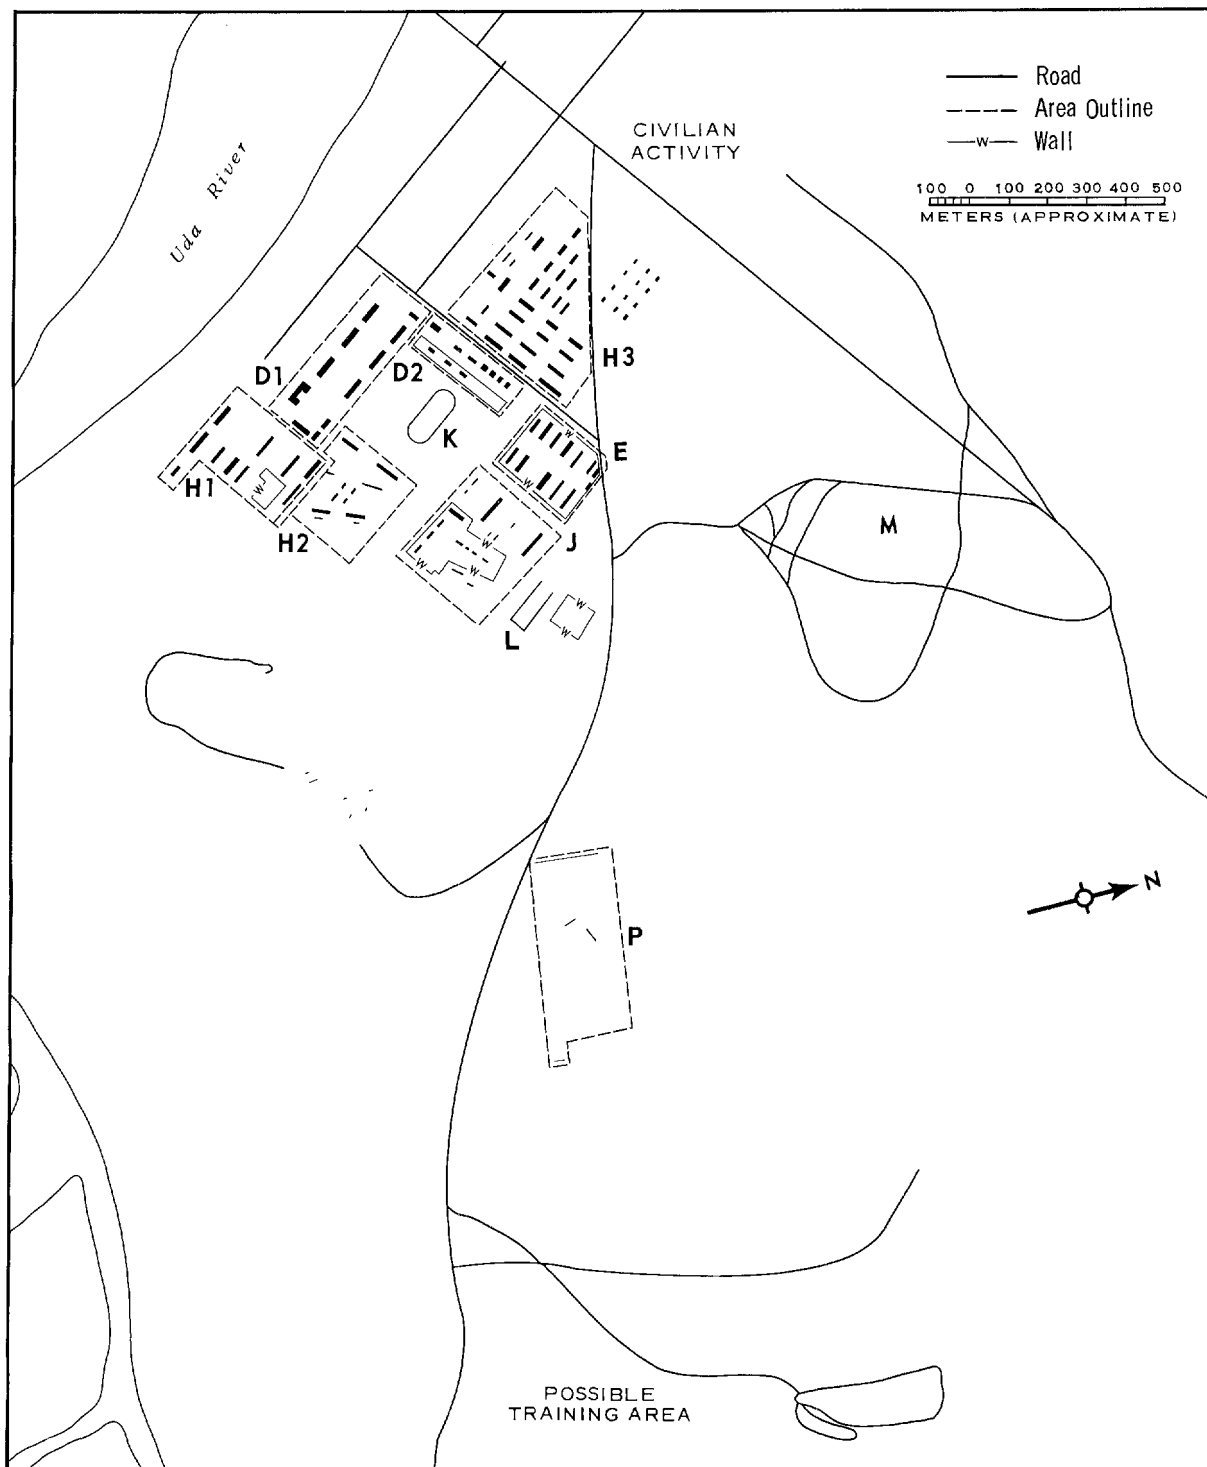 Road
Area Outline
W Wall
CIVILIAN
ACTIVITY
100 0 100 200 300 400 500
METERS (APPROXIMATE)
Uda River
H3
D1
D2
K
W
E
H1
W
W
H2
J
W
W
W
M
L
W
W
N
P
POSSIBLE
TRAINING AREA